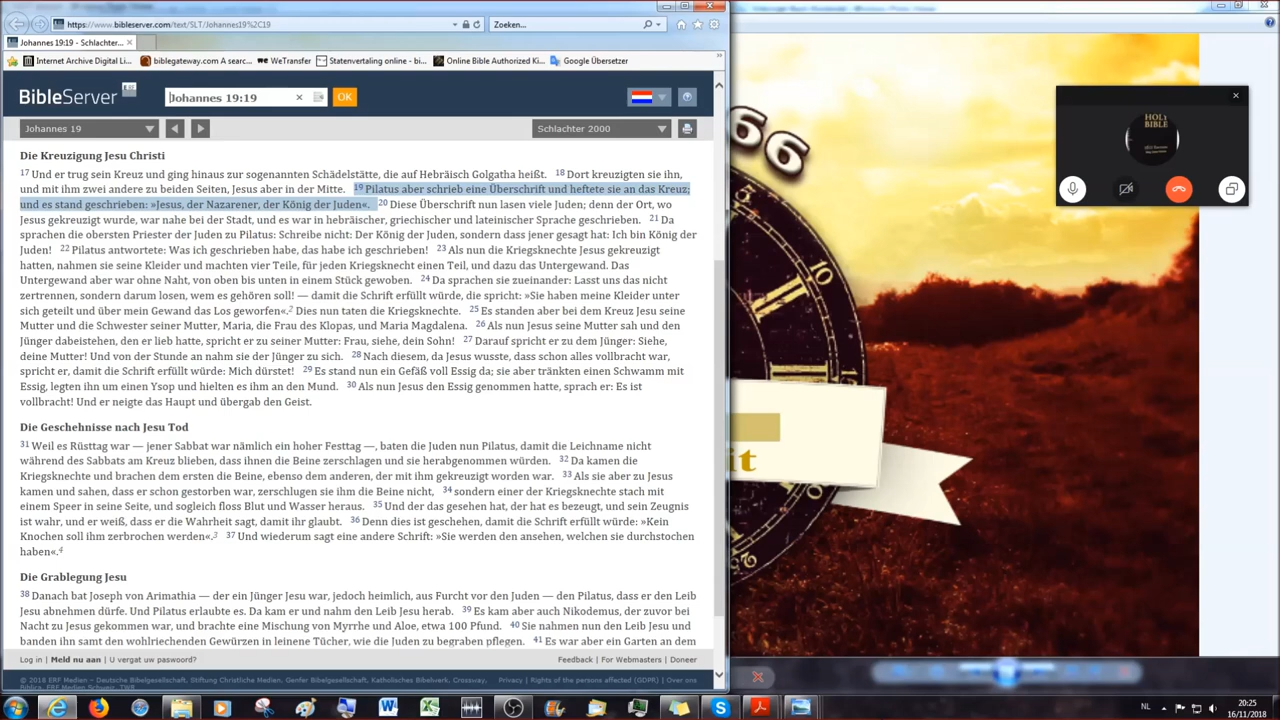 https://www.bibleserver.com/text/SLT/Johannes19%2C19
Zoeken...
Johannes 19:19 - Schlachter...
Internet Archive Digital Li...
biblegateway.com A searc...
WeTransfer
Statenvertaling online - bi...
Online Bible Authorized Ki...
Google Übersetzer
BibleServer ERF
Johannes 19:19
OK
Johannes 19
Schlachter 2000
Die Kreuzigung Jesu Christi
17 Und er trug sein Kreuz und ging hinaus zur sogenannten Schädelstätte, die auf Hebräisch Golgatha heißt. 18 Dort kreuzigten sie ihn,
und mit ihm zwei andere zu beiden Seiten, Jesus aber in der Mitte. 19 Pilatus aber schrieb eine Überschrift und heftete sie an das Kreuz;
und es stand geschrieben: »Jesus, der Nazarener, der König der Juden«. 20 Diese Überschrift nun lasen viele Juden; denn der Ort, wo
Jesus gekreuzigt wurde, war nahe bei der Stadt, und es war in hebräischer, griechischer und lateinischer Sprache geschrieben. 21 Da
sprachen die obersten Priester der Juden zu Pilatus: Schreibe nicht: Der König der Juden, sondern dass jener gesagt hat: Ich bin König der
Juden! 22 Pilatus antwortete: Was ich geschrieben habe, das habe ich geschrieben! 23 Als nun die Kriegsknechte Jesus gekreuzigt
hatten, nahmen sie seine Kleider und machten vier Teile, für jeden Kriegsknecht einen Teil, und dazu das Untergewand. Das
Untergewand aber war ohne Naht, von oben bis unten in einem Stück gewoben. 24 Da sprachen sie zueinander: Lasst uns das nicht
zertrennen, sondern darum losen, wem es gehören soll! — damit die Schrift erfüllt würde, die spricht: »Sie haben meine Kleider unter
sich geteilt und über mein Gewand das Los geworfen«.2 Dies nun taten die Kriegsknechte. 25 Es standen aber bei dem Kreuz Jesu seine
Mutter und die Schwester seiner Mutter, Maria, die Frau des Klopas, und Maria Magdalena. 26 Als nun Jesus seine Mutter sah und den
Jünger dabeistehen, den er lieb hatte, spricht er zu seiner Mutter: Frau, siehe, dein Sohn! 27 Darauf spricht er zu dem Jünger: Siehe,
deine Mutter! Und von der Stunde an nahm sie der Jünger zu sich. 28 Nach diesem, da Jesus wusste, dass schon alles vollbracht war,
spricht er, damit die Schrift erfüllt würde: Mich dürstet! 29 Es stand nun ein Gefäß voll Essig da; sie aber tränkten einen Schwamm mit
Essig, legten ihn um einen Ysop und hielten es ihm an den Mund. 30 Als nun Jesus den Essig genommen hatte, sprach er: Es ist
vollbracht! Und er neigte das Haupt und übergab den Geist.
Die Geschehnisse nach Jesu Tod
31 Weil es Rüsttag war — jener Sabbat war nämlich ein hoher Festtag —, baten die Juden nun Pilatus, damit die Leichname nicht
während des Sabbats am Kreuz blieben, dass ihnen die Beine zerschlagen und sie herabgenommen würden. 32 Da kamen die
Kriegsknechte und brachen dem ersten die Beine, ebenso dem anderen, der mit ihm gekreuzigt worden war. 33 Als sie aber zu Jesus
kamen und sahen, dass er schon gestorben war, zerschlugen sie ihm die Beine nicht, 34 sondern einer der Kriegsknechte stach mit
einem Speer in seine Seite, und sogleich floss Blut und Wasser heraus. 35 Und der das gesehen hat, der hat es bezeugt, und sein Zeugnis
ist wahr, und er weiß, dass er die Wahrheit sagt, damit ihr glaubt. 36 Denn dies ist geschehen, damit die Schrift erfüllt würde: »Kein
Knochen soll ihm zerbrochen werden«.3 37 Und wiederum sagt eine andere Schrift: »Sie werden den ansehen, welchen sie durchstochen
haben«.4
Die Grablegung Jesu
38 Danach bat Joseph von Arimathia — der ein Jünger Jesu war, jedoch heimlich, aus Furcht vor den Juden — den Pilatus, dass er den Leib
Jesu abnehmen dürfe. Und Pilatus erlaubte es. Da kam er und nahm den Leib Jesu herab. 39 Es kam aber auch Nikodemus, der zuvor bei
Nacht zu Jesus gekommen war, und brachte eine Mischung von Myrrhe und Aloe, etwa 100 Pfund. 40 Sie nahmen nun den Leib Jesu und
banden ihn samt den wohlriechenden Gewürzen in leinene Tücher, wie die Juden zu begraben pflegen. 41 Es war aber ein Garten an dem
Log in | Meld nu aan | U vergat uw paswoord?
Feedback | For Webmasters | Doneer
© 2018 ERF Medien – Deutsche Bibelgesellschaft, Stiftung Christliche Medien, Genfer Bibelgesellschaft, Katholisches Bibelwerk, Crossway,
Biblica, ERF Medien Schweiz, TWR
Privacy | Rights of the persons affected (GDPR) | Over ons
66
10
it
HOLY
BIBLE
NL
20:25
16/11/2018